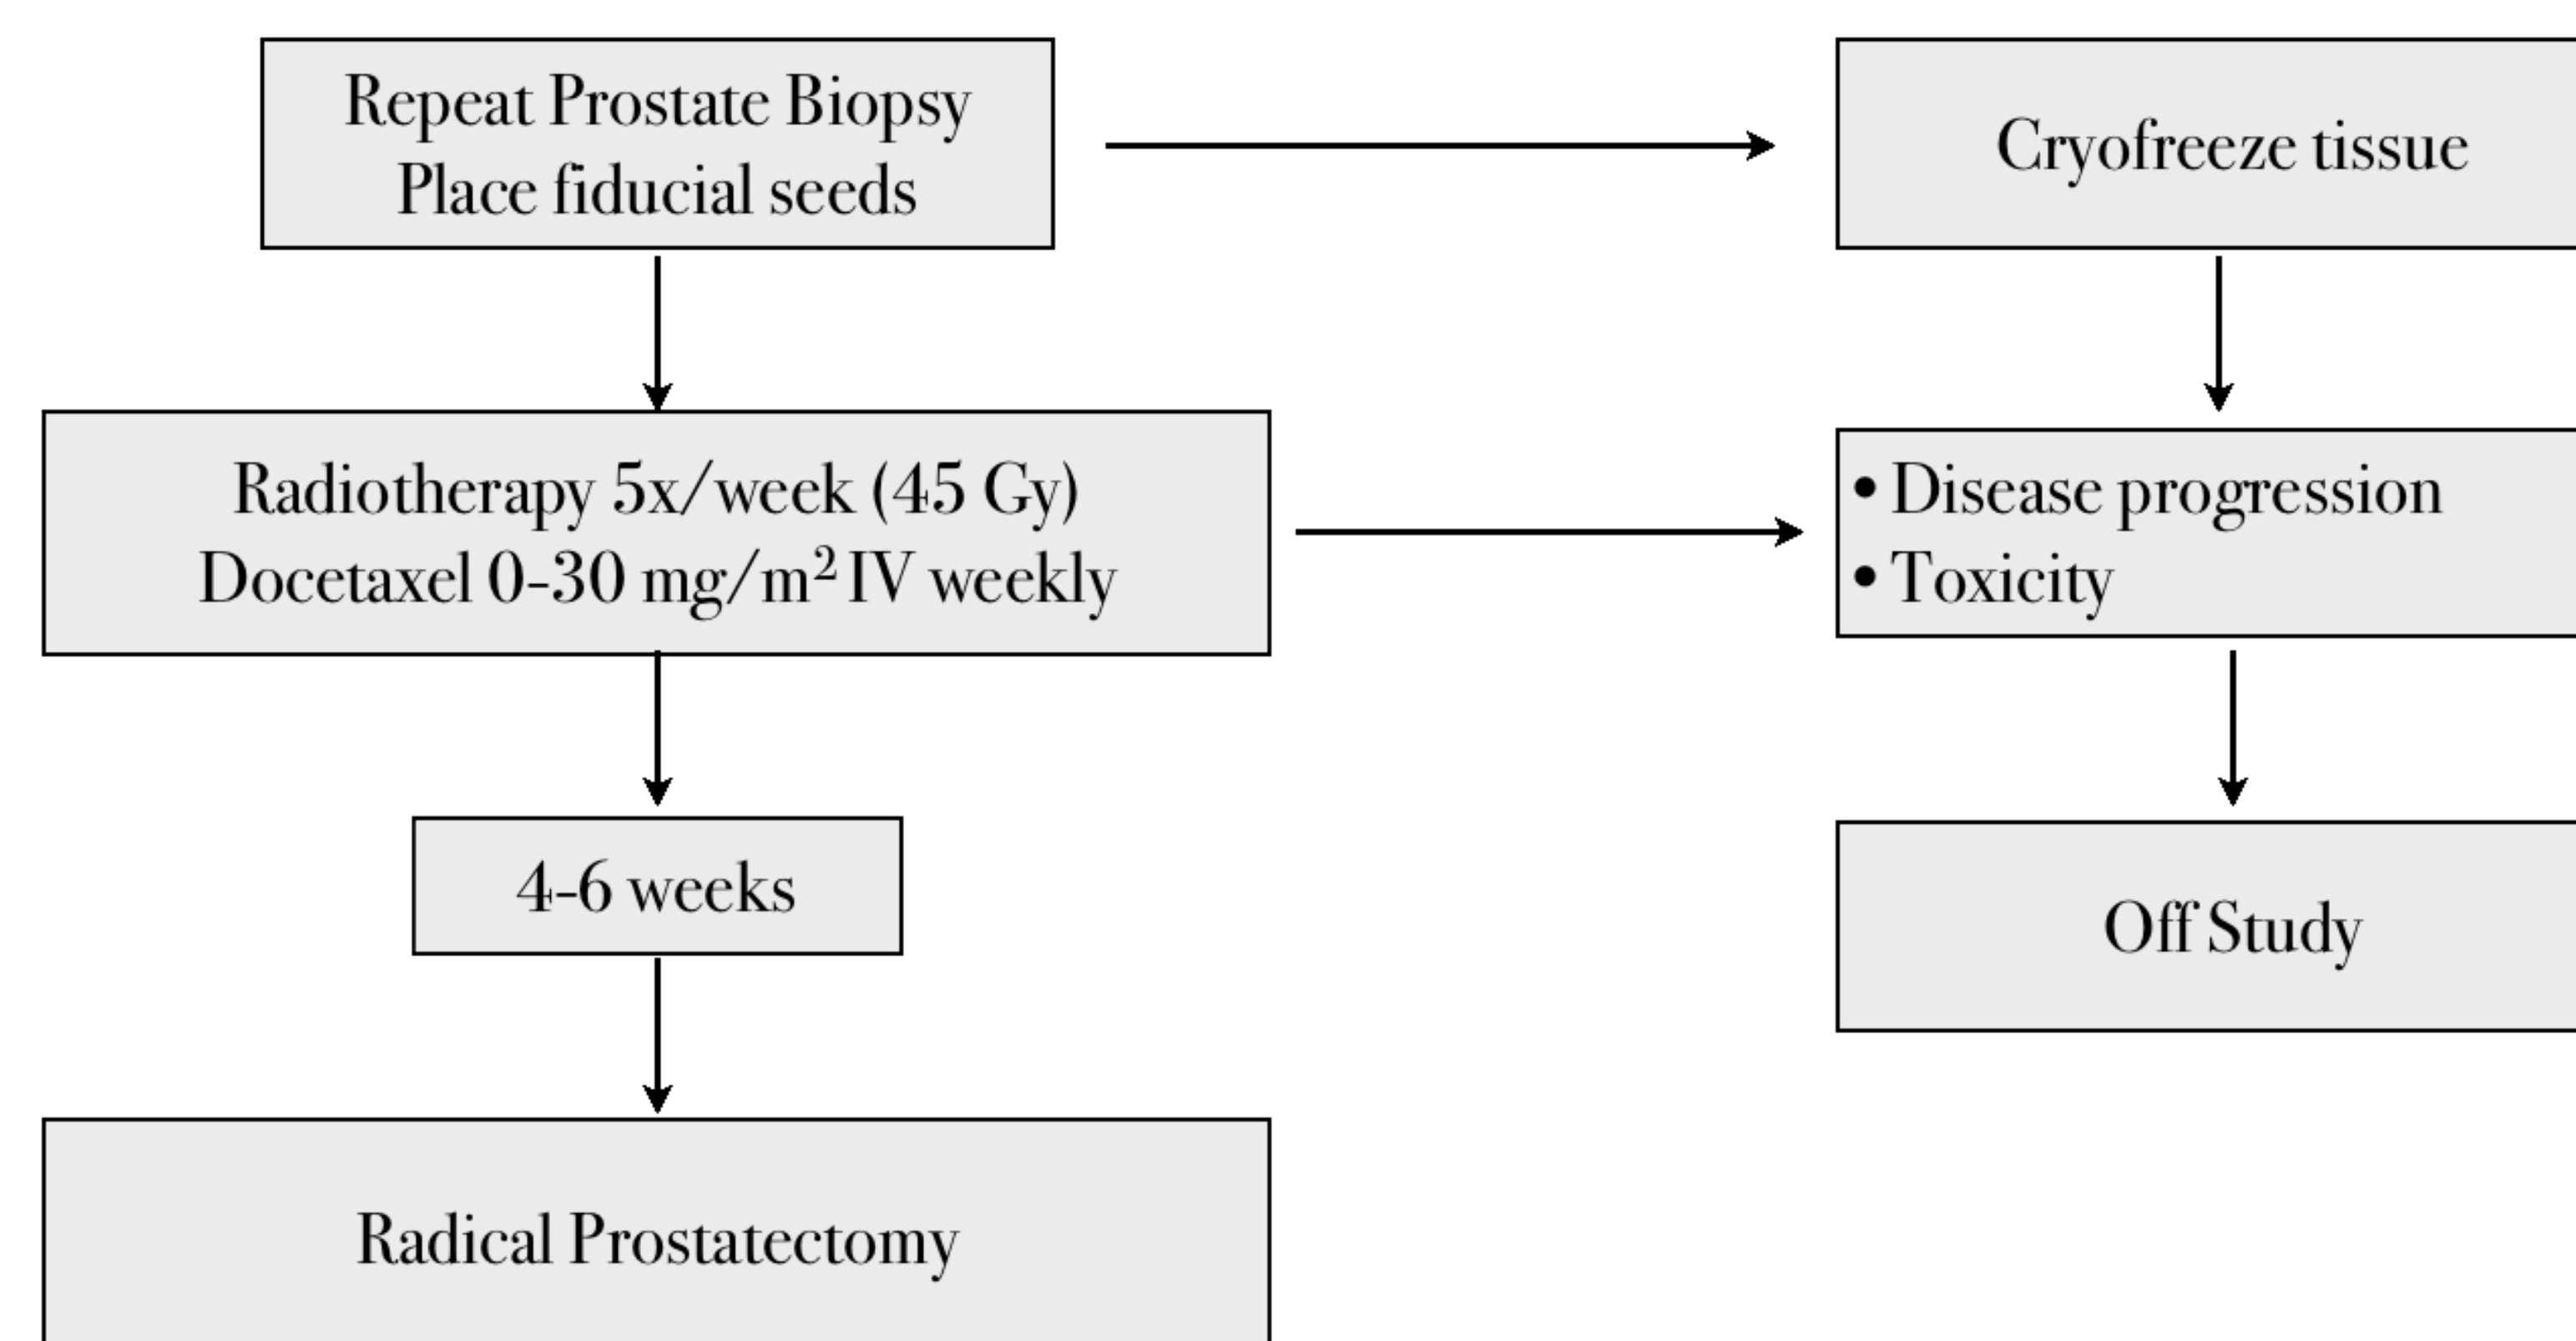 Repeat Prostate Biopsy
Place fiducial seeds
Cryofreeze tissue
Radiotherapy 5x/week (45 Gy)
Docetaxel 0-30 mg/m² IV weekly
• Disease progression
• Toxicity
4-6 weeks
Off Study
Radical Prostatectomy